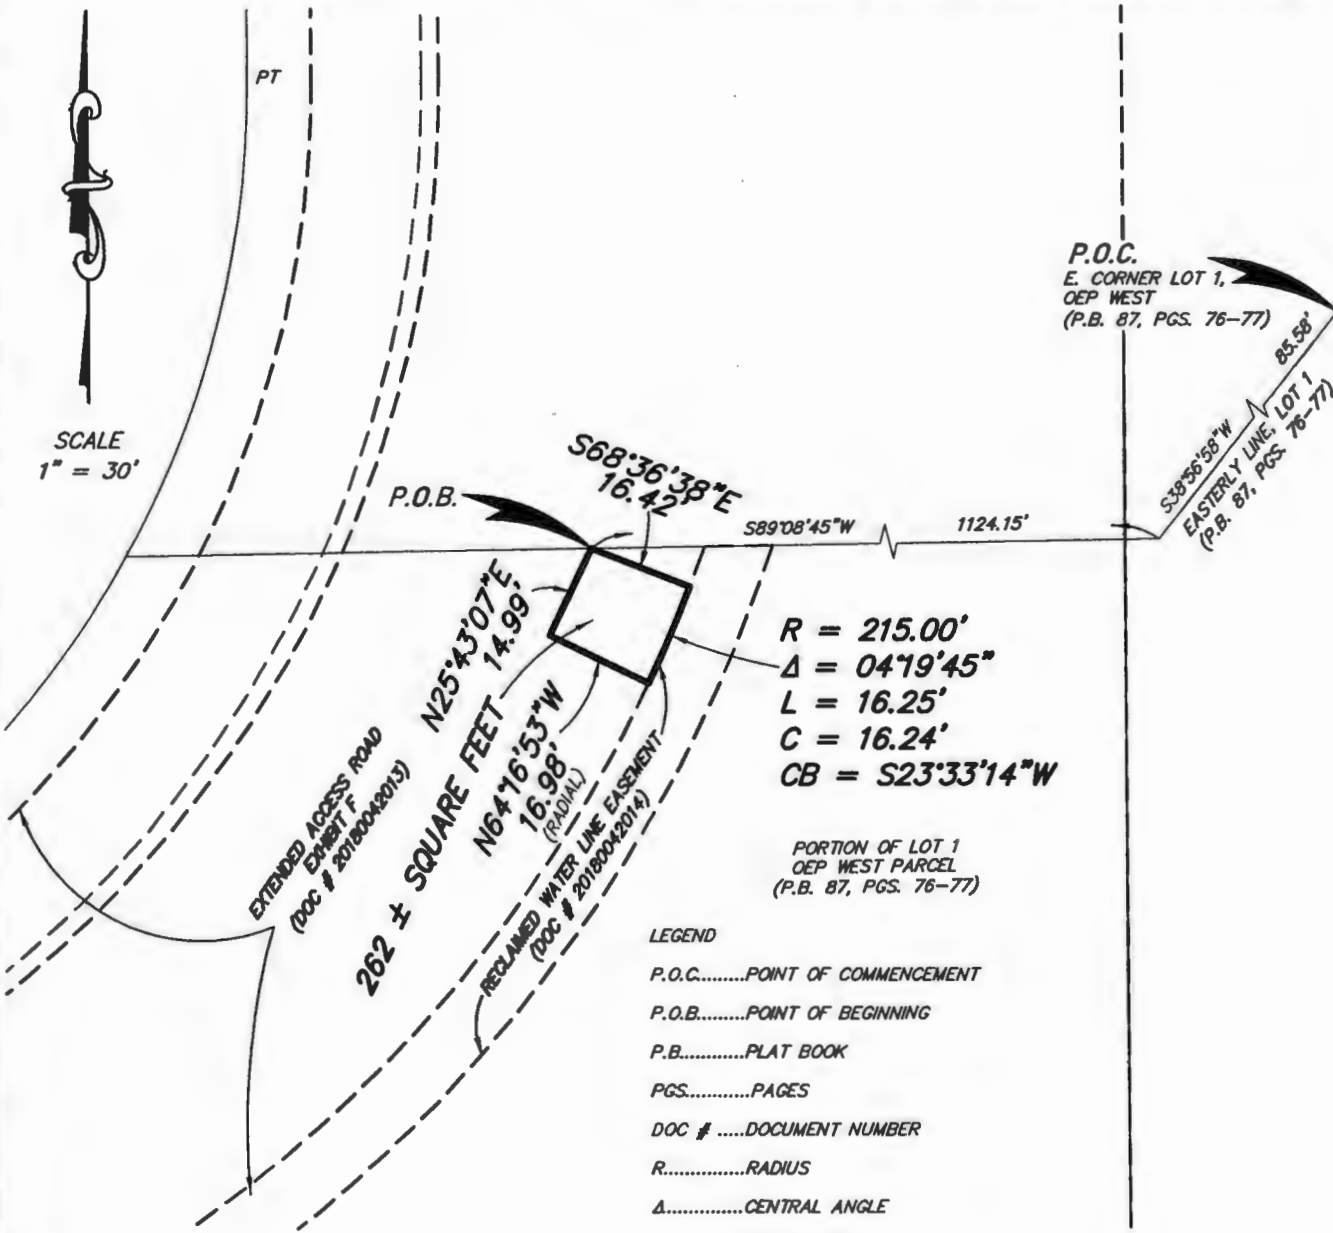 PT
SCALE
1" = 30'
P.O.C.
E. CORNER LOT 1,
OEP WEST
(P.B. 87, PGS. 76-77)
85.58'
S38°56'58"W
EASTERLY LINE, LOT 1
(P.B. 87, PGS. 76-77)
S68°36'38"E
16.42'
P.O.B.
S89°08'45"W
1124.15'
N25°43'07"E
14.99'
262 ± SQUARE FEET
N64°16'53"W
16.98'
(RADIAL)
R = 215.00'
Δ = 04°19'45"
L = 16.25'
C = 16.24'
CB = S23°33'14"W
EXTENDED ACCESS ROAD
EXHIBIT F
(DOC # 20180042013)
RECLAIMED WATER LINE EASEMENT
(DOC # 20180042014)
PORTION OF LOT 1
OEP WEST PARCEL
(P.B. 87, PGS. 76-77)
LEGEND
P.O.C.........POINT OF COMMENCEMENT
P.O.B.........POINT OF BEGINNING
P.B............PLAT BOOK
PGS............PAGES
DOC # .....DOCUMENT NUMBER
R...............RADIUS
Δ...............CENTRAL ANGLE